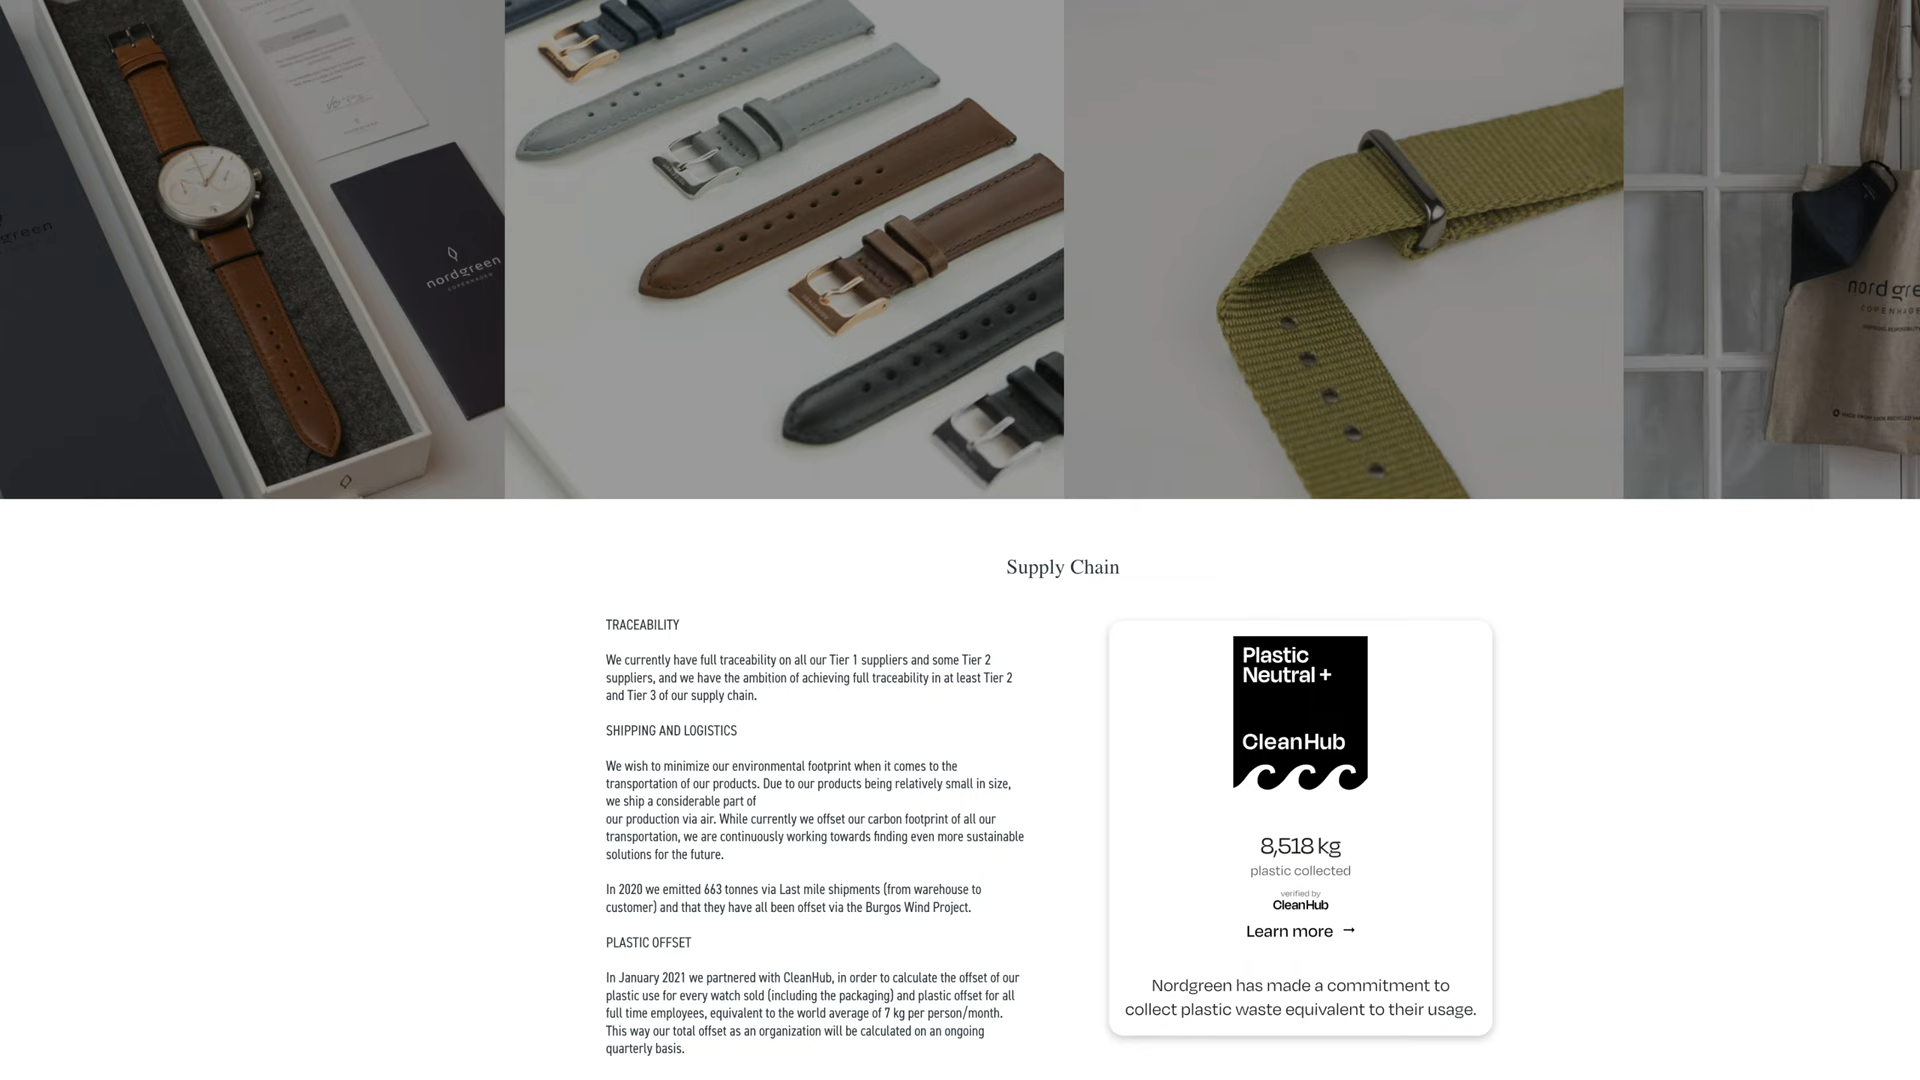 nordgreen
COPENHAGEN
nord gre
COPENHAGE
Supply Chain
TRACEABILITY
We currently have full traceability on all our Tier 1 suppliers and some Tier 2
suppliers, and we have the ambition of achieving full traceability in at least Tier 2
and Tier 3 of our supply chain.
SHIPPING AND LOGISTICS
We wish to minimize our environmental footprint when it comes to the
transportation of our products. Due to our products being relatively small in size,
we ship a considerable part of
our production via air. While currently we offset our carbon footprint of all our
transportation, we are continuously working towards finding even more sustainable
solutions for the future.
In 2020 we emitted 663 tonnes via Last mile shipments (from warehouse to
customer) and that they have all been offset via the Burgos Wind Project.
PLASTIC OFFSET
In January 2021 we partnered with CleanHub, in order to calculate the offset of our
plastic use for every watch sold (including the packaging) and plastic offset for all
full time employees, equivalent to the world average of 7 kg per person/month.
This way our total offset as an organization will be calculated on an ongoing
quarterly basis.
Plastic
Neutral +
CleanHub
8,518 kg
plastic collected
verified by
CleanHub
Learn more →
Nordgreen has made a commitment to
collect plastic waste equivalent to their usage.